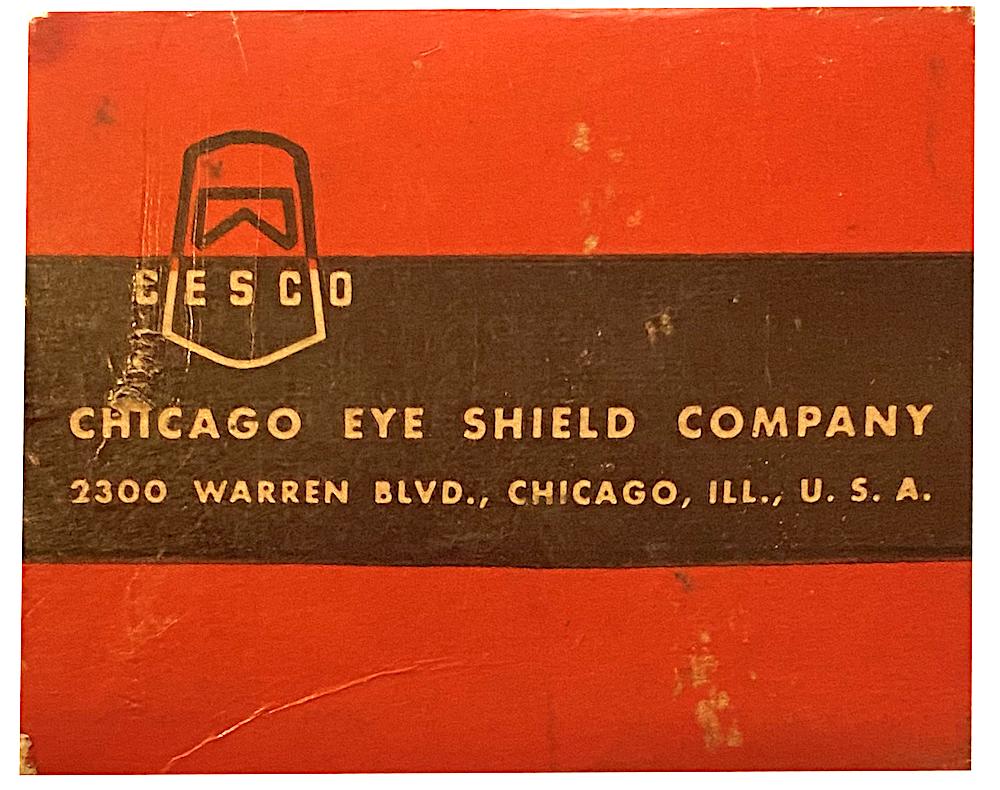 CESCO
CHICAGO EYE SHIELD COMPANY
2300 WARREN BLVD., CHICAGO, ILL., U. S. A.